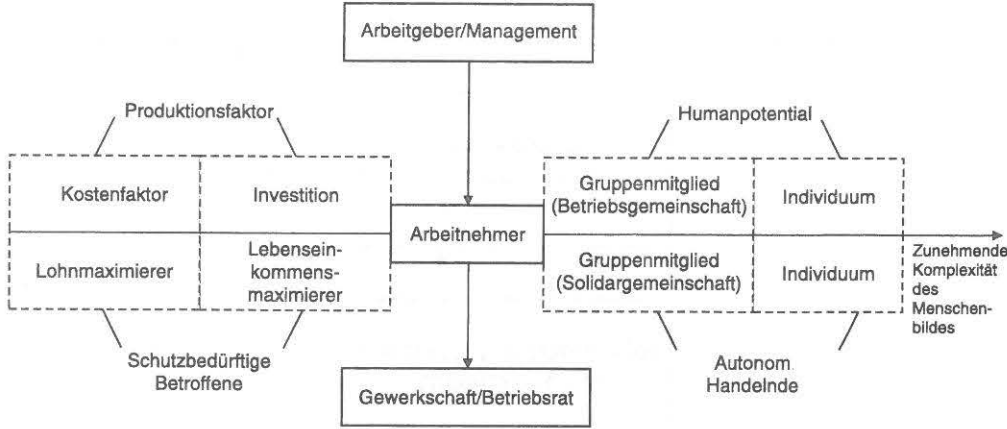 Arbeitgeber/Management
Produktionsfaktor
Humanpotential
Kostenfaktor
Investition
Gruppenmitglied
(Betriebsgemeinschaft)
Individuum
Arbeitnehmer
Lohnmaximierer
Lebensein-
kommens-
maximierer
Gruppenmitglied
(Solidargemeinschaft)
Individuum
Zunehmende
Komplexität
des
Menschen-
bildes
Schutzbedürftige
Betroffene
Autonom
Handelnde
Gewerkschaft/Betriebsrat